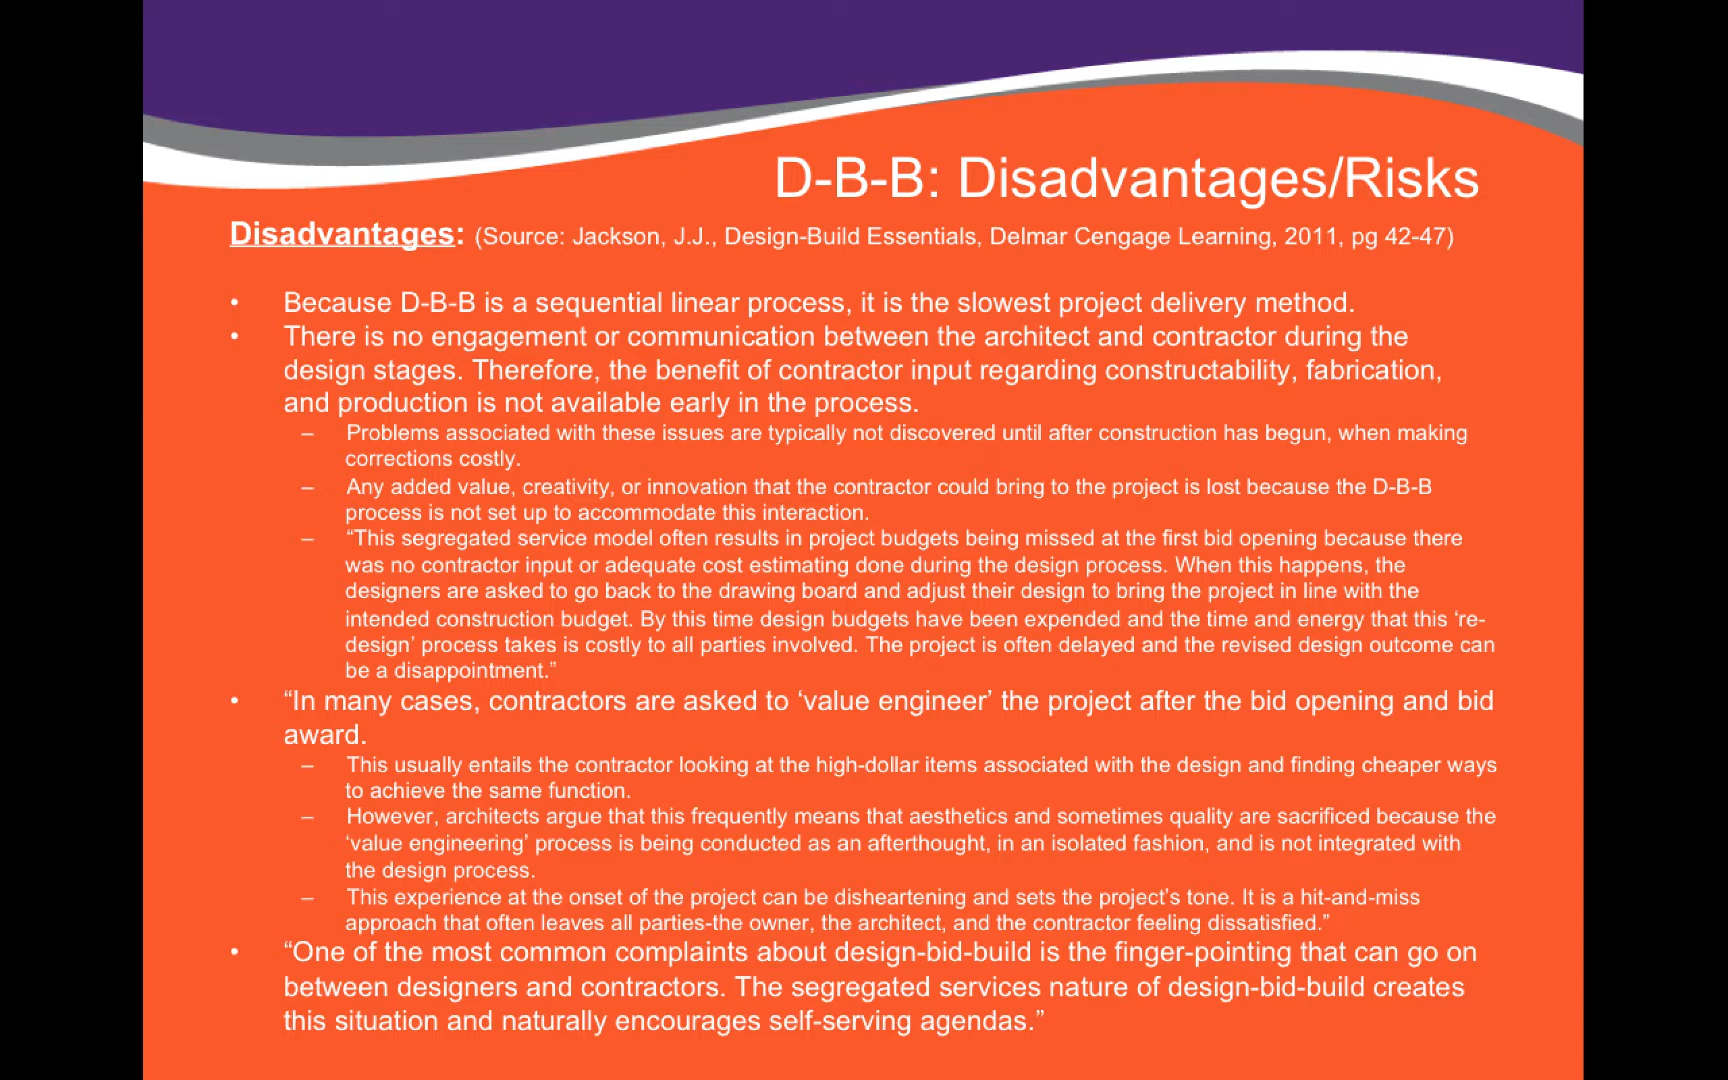 D-B-B: Disadvantages/Risks
Disadvantages: (Source: Jackson, J.J., Design-Build Essentials, Delmar Cengage Learning, 2011, pg 42-47)
• Because D-B-B is a sequential linear process, it is the slowest project delivery method.
• There is no engagement or communication between the architect and contractor during the
design stages. Therefore, the benefit of contractor input regarding constructability, fabrication,
and production is not available early in the process.
– Problems associated with these issues are typically not discovered until after construction has begun, when making
corrections costly.
– Any added value, creativity, or innovation that the contractor could bring to the project is lost because the D-B-B
process is not set up to accommodate this interaction.
– “This segregated service model often results in project budgets being missed at the first bid opening because there
was no contractor input or adequate cost estimating done during the design process. When this happens, the
designers are asked to go back to the drawing board and adjust their design to bring the project in line with the
intended construction budget. By this time design budgets have been expended and the time and energy that this ‘re-
design’ process takes is costly to all parties involved. The project is often delayed and the revised design outcome can
be a disappointment.”
• “In many cases, contractors are asked to ‘value engineer’ the project after the bid opening and bid
award.
– This usually entails the contractor looking at the high-dollar items associated with the design and finding cheaper ways
to achieve the same function.
– However, architects argue that this frequently means that aesthetics and sometimes quality are sacrificed because the
‘value engineering’ process is being conducted as an afterthought, in an isolated fashion, and is not integrated with
the design process.
– This experience at the onset of the project can be disheartening and sets the project’s tone. It is a hit-and-miss
approach that often leaves all parties-the owner, the architect, and the contractor feeling dissatisfied.”
• “One of the most common complaints about design-bid-build is the finger-pointing that can go on
between designers and contractors. The segregated services nature of design-bid-build creates
this situation and naturally encourages self-serving agendas.”